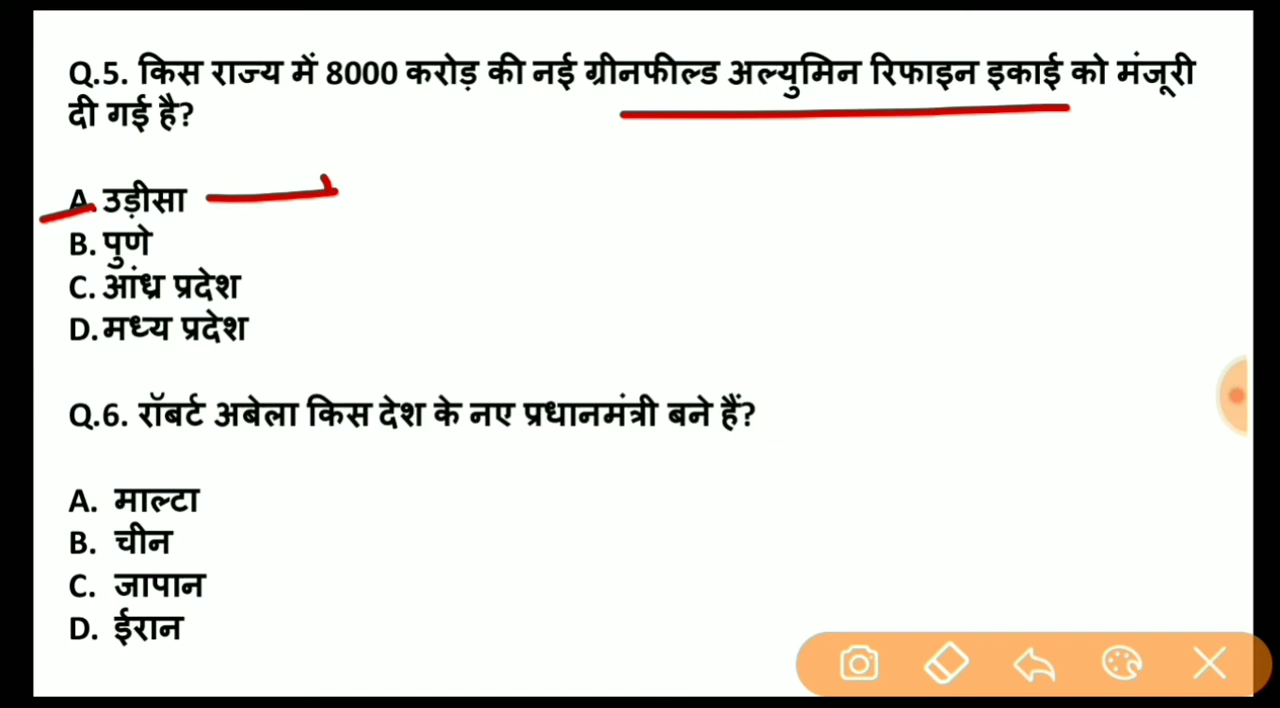 Q.5. किस राज्य में 8000 करोड़ की नई ग्रीनफील्ड अल्युमिन रिफाइन इकाई को मंजूरी
दी गई है?
A. उड़ीसा
B. पुणे
C. आंध्र प्रदेश
D. मध्य प्रदेश
Q.6. रॉबर्ट अबेला किस देश के नए प्रधानमंत्री बने हैं?
A. माल्टा
B. चीन
C. जापान
D. ईरान